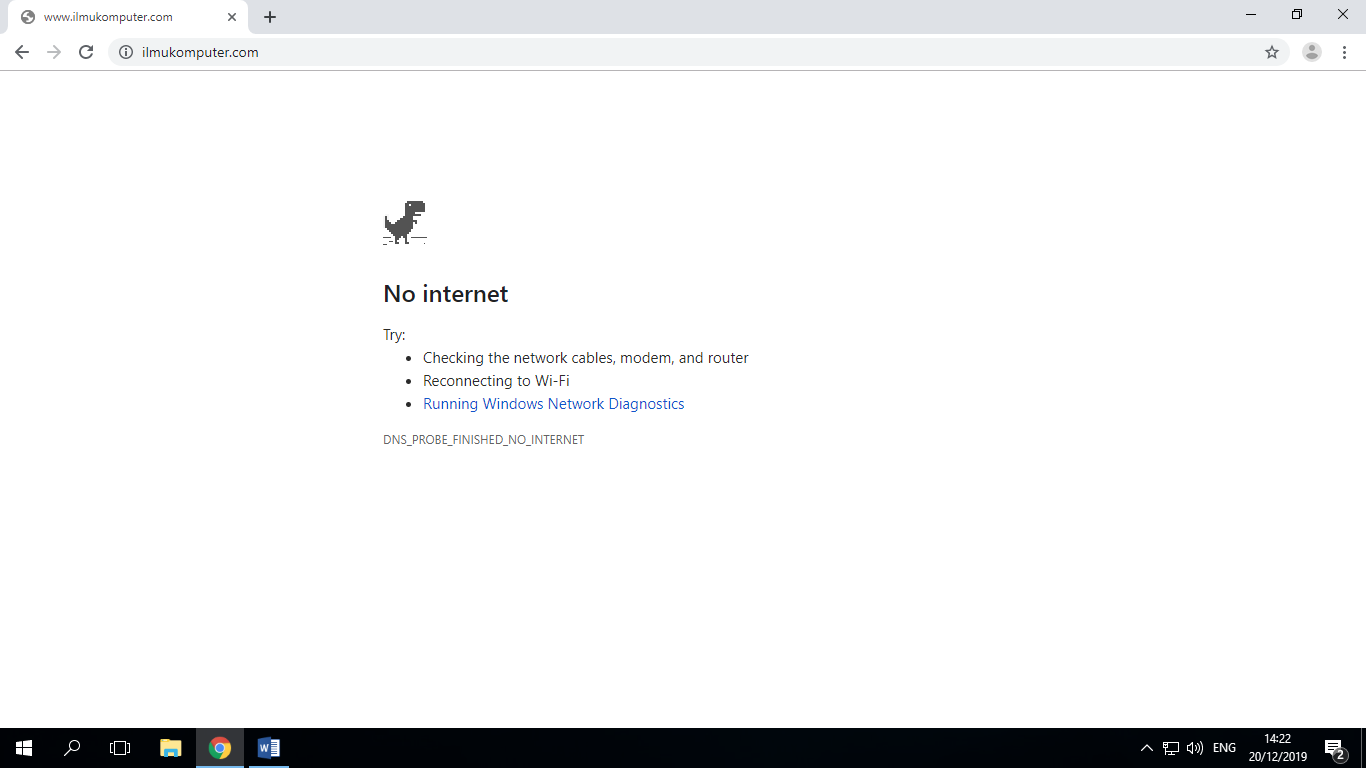 www.ilmukomputer.com
ilmukomputer.com
No internet
Try:
Checking the network cables, modem, and router
Reconnecting to Wi-Fi
Running Windows Network Diagnostics
DNS_PROBE_FINISHED_NO_INTERNET
W
ENG
14:22
20/12/2019
2